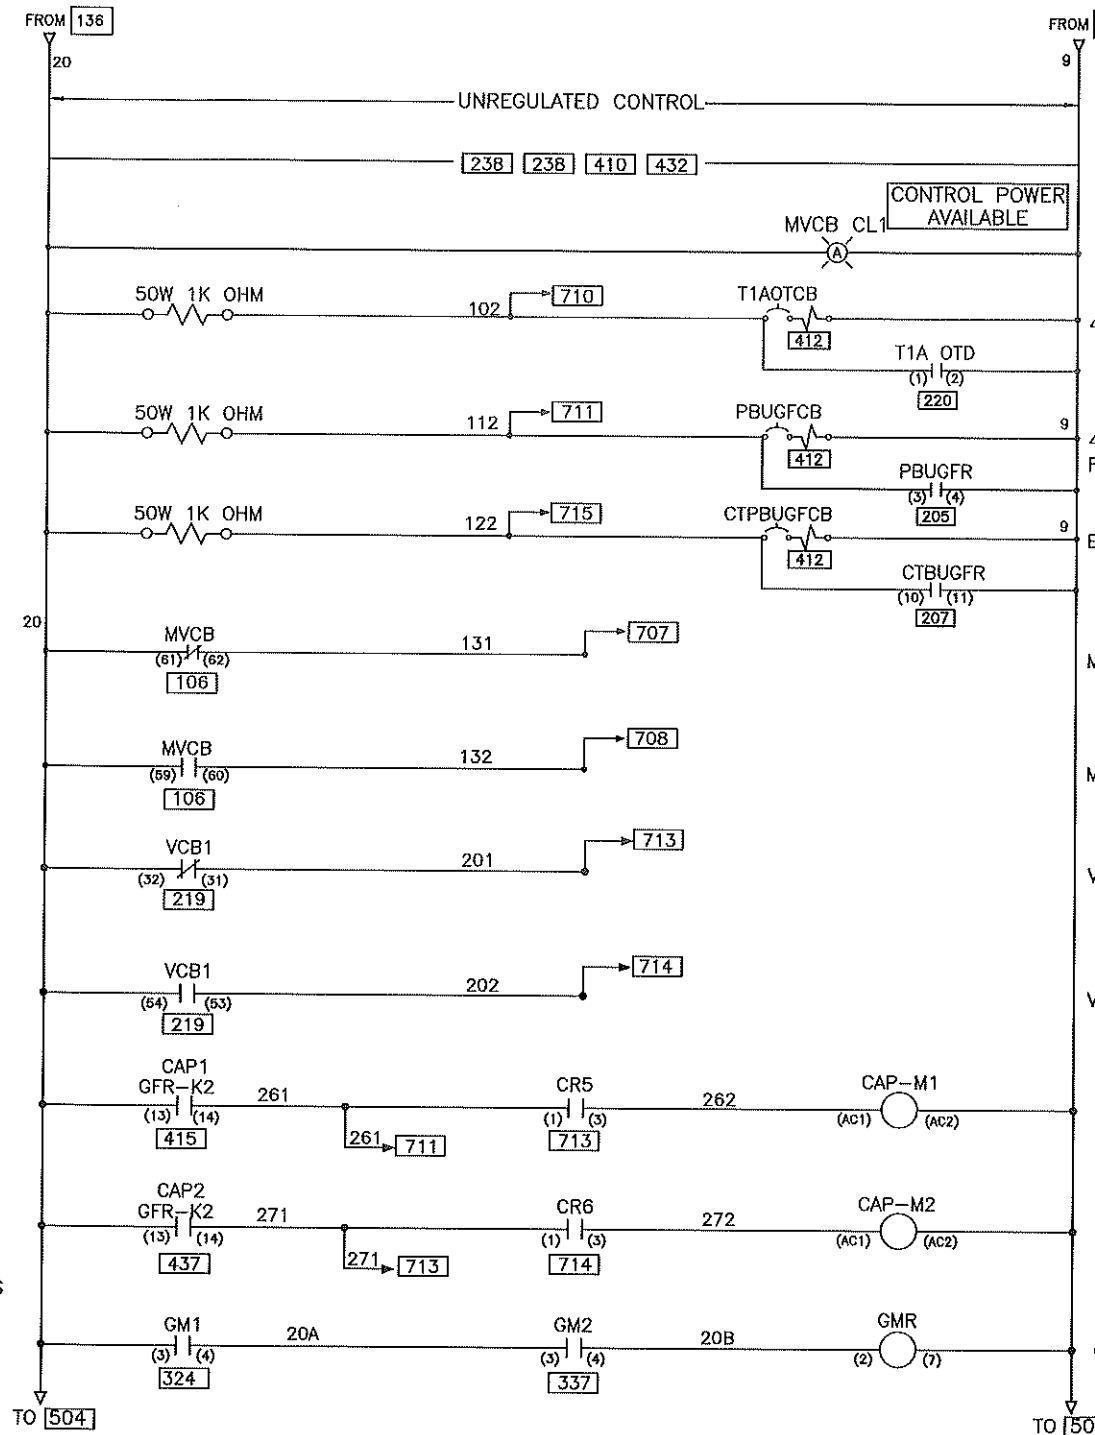 FROM 136
FROM
20
9
UNREGULATED CONTROL
238 238 410 432
CONTROL POWER
AVAILABLE
MVCB CL1
A
50W 1K OHM
102
710
T1AOTCB
412
T1A OTD
(1) (2)
220
50W 1K OHM
112
711
PBUGFCB
9
412
PBUGFR
(3) (4)
205
50W 1K OHM
122
715
CTPBUGFCB
9
412
CTBUGFR
(10) (11)
207
20
MVCB
131
707
(61) (62)
106
MVCB
132
708
(59) (60)
106
VCB1
201
713
(32) (31)
219
VCB1
202
714
(54) (53)
219
CAP1
GFR-K2
261
CR5
262
CAP-M1
(13) (14)
(1) (3)
(AC1) (AC2)
415
261
711
713
CAP2
GFR-K2
271
CR6
272
CAP-M2
(13) (14)
(1) (3)
(AC1) (AC2)
437
271
713
714
GM1
20A
GM2
20B
GMR
(3) (4)
(3) (4)
(2) (7)
324
337
TO 504
TO 50